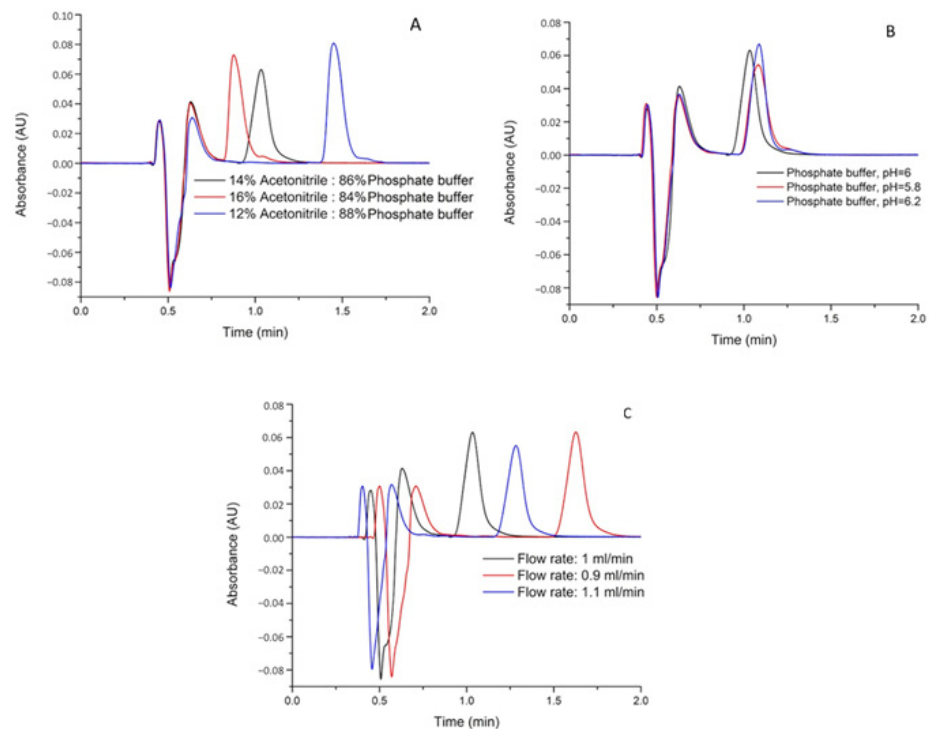 A
Absorbance (AU)
0.10
0.08
0.06
0.04
0.02
0.00
−0.02
−0.04
−0.06
−0.08
14% Acetonitrile : 86%Phosphate buffer
16% Acetonitrile : 84%Phosphate buffer
12% Acetonitrile : 88%Phosphate buffer
0.0 0.5 1.0 1.5 2.0
Time (min)
B
Absorbance (AU)
0.08
0.06
0.04
0.02
0.00
−0.02
−0.04
−0.06
−0.08
Phosphate buffer, pH=6
Phosphate buffer, pH=5.8
Phosphate buffer, pH=6.2
0.0 0.5 1.0 1.5 2.0
Time (min)
C
Absorbance (AU)
0.08
0.06
0.04
0.02
0.00
−0.02
−0.04
−0.06
−0.08
Flow rate: 1 ml/min
Flow rate: 0.9 ml/min
Flow rate: 1.1 ml/min
0.0 0.5 1.0 1.5 2.0
Time (min)